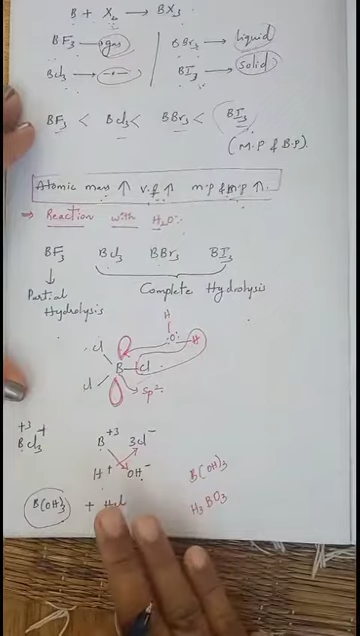 B + X₂ → BX₃
BF₃ → gas
BBr₃ → liquid
BCl₃ → -〃-
BI₃ → solid
BF₃ < BCl₃ < BBr₃ < BI₃
(M.P & B.P).
Atomic mass ↑ V.f ↑ m.p & B.p ↑.
⇒ Reaction with H₂O:
BF₃ BCl₃ BBr₃ BI₃
↓
Partial Hydrolysis
Complete Hydrolysis
H
:O: — H
Cl
B — Cl
Cl
→ Sp²
+3
BCl₃ +
B⁺³ 3Cl⁻
H⁺ OH⁻
B(OH)₃
B(OH)₃ + HCl
H₃BO₃